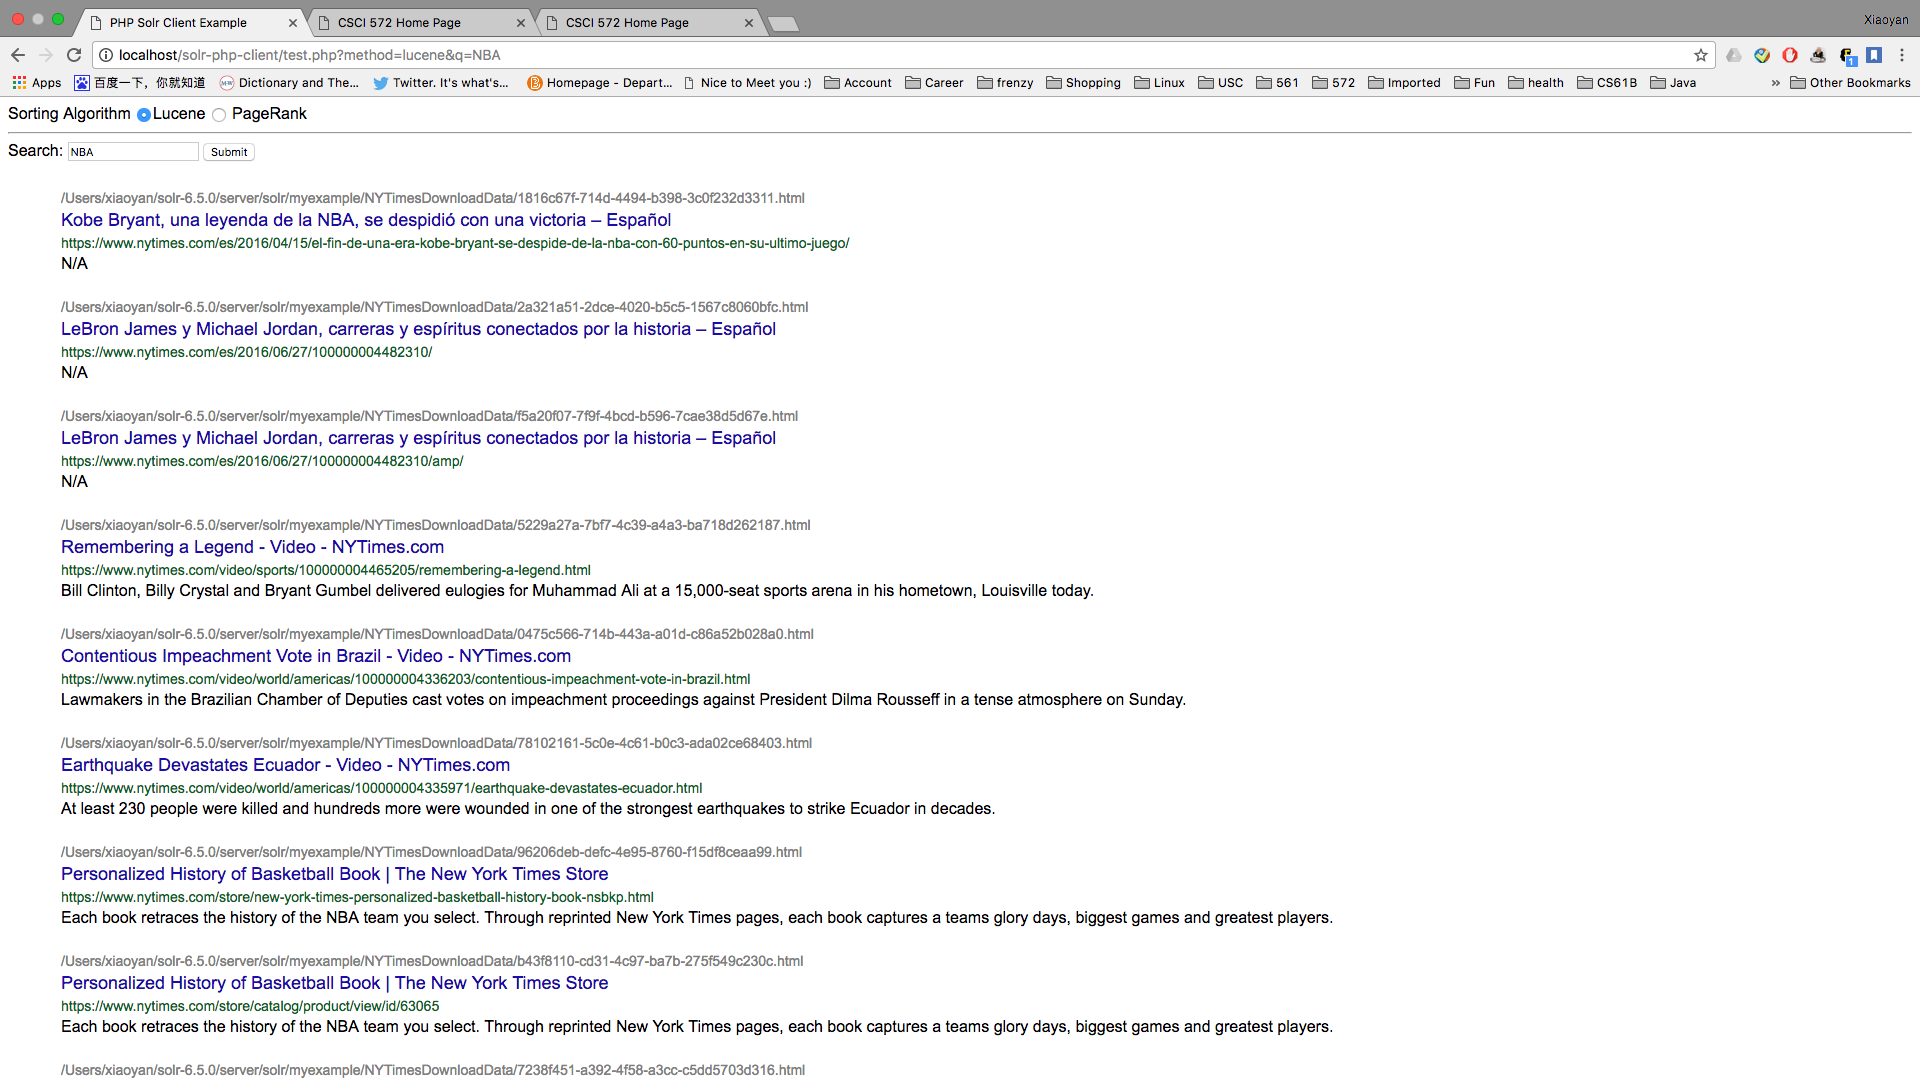 PHP Solr Client Example
CSCI 572 Home Page
CSCI 572 Home Page
Xiaoyan
localhost/solr-php-client/test.php?method=lucene&q=NBA
Apps 百度一下，你就知道 Dictionary and The... Twitter. It's what's... Homepage - Depart... Nice to Meet you :) Account Career frenzy Shopping Linux USC 561 572 Imported Fun health CS61B Java » Other Bookmarks
Sorting Algorithm Lucene PageRank
Search: NBA Submit
/Users/xiaoyan/solr-6.5.0/server/solr/myexample/NYTimesDownloadData/1816c67f-714d-4494-b398-3c0f232d3311.html
Kobe Bryant, una leyenda de la NBA, se despidió con una victoria – Español
https://www.nytimes.com/es/2016/04/15/el-fin-de-una-era-kobe-bryant-se-despide-de-la-nba-con-60-puntos-en-su-ultimo-juego/
N/A
/Users/xiaoyan/solr-6.5.0/server/solr/myexample/NYTimesDownloadData/2a321a51-2dce-4020-b5c5-1567c8060bfc.html
LeBron James y Michael Jordan, carreras y espíritus conectados por la historia – Español
https://www.nytimes.com/es/2016/06/27/100000004482310/
N/A
/Users/xiaoyan/solr-6.5.0/server/solr/myexample/NYTimesDownloadData/f5a20f07-7f9f-4bcd-b596-7cae38d5d67e.html
LeBron James y Michael Jordan, carreras y espíritus conectados por la historia – Español
https://www.nytimes.com/es/2016/06/27/100000004482310/amp/
N/A
/Users/xiaoyan/solr-6.5.0/server/solr/myexample/NYTimesDownloadData/5229a27a-7bf7-4c39-a4a3-ba718d262187.html
Remembering a Legend - Video - NYTimes.com
https://www.nytimes.com/video/sports/100000004465205/remembering-a-legend.html
Bill Clinton, Billy Crystal and Bryant Gumbel delivered eulogies for Muhammad Ali at a 15,000-seat sports arena in his hometown, Louisville today.
/Users/xiaoyan/solr-6.5.0/server/solr/myexample/NYTimesDownloadData/0475c566-714b-443a-a01d-c86a52b028a0.html
Contentious Impeachment Vote in Brazil - Video - NYTimes.com
https://www.nytimes.com/video/world/americas/100000004336203/contentious-impeachment-vote-in-brazil.html
Lawmakers in the Brazilian Chamber of Deputies cast votes on impeachment proceedings against President Dilma Rousseff in a tense atmosphere on Sunday.
/Users/xiaoyan/solr-6.5.0/server/solr/myexample/NYTimesDownloadData/78102161-5c0e-4c61-b0c3-ada02ce68403.html
Earthquake Devastates Ecuador - Video - NYTimes.com
https://www.nytimes.com/video/world/americas/100000004335971/earthquake-devastates-ecuador.html
At least 230 people were killed and hundreds more were wounded in one of the strongest earthquakes to strike Ecuador in decades.
/Users/xiaoyan/solr-6.5.0/server/solr/myexample/NYTimesDownloadData/96206deb-defc-4e95-8760-f15df8ceaa99.html
Personalized History of Basketball Book | The New York Times Store
https://www.nytimes.com/store/new-york-times-personalized-basketball-history-book-nsbkp.html
Each book retraces the history of the NBA team you select. Through reprinted New York Times pages, each book captures a teams glory days, biggest games and greatest players.
/Users/xiaoyan/solr-6.5.0/server/solr/myexample/NYTimesDownloadData/b43f8110-cd31-4c97-ba7b-275f549c230c.html
Personalized History of Basketball Book | The New York Times Store
https://www.nytimes.com/store/catalog/product/view/id/63065
Each book retraces the history of the NBA team you select. Through reprinted New York Times pages, each book captures a teams glory days, biggest games and greatest players.
/Users/xiaoyan/solr-6.5.0/server/solr/myexample/NYTimesDownloadData/7238f451-a392-4f58-a3cc-c5dd5703d316.html